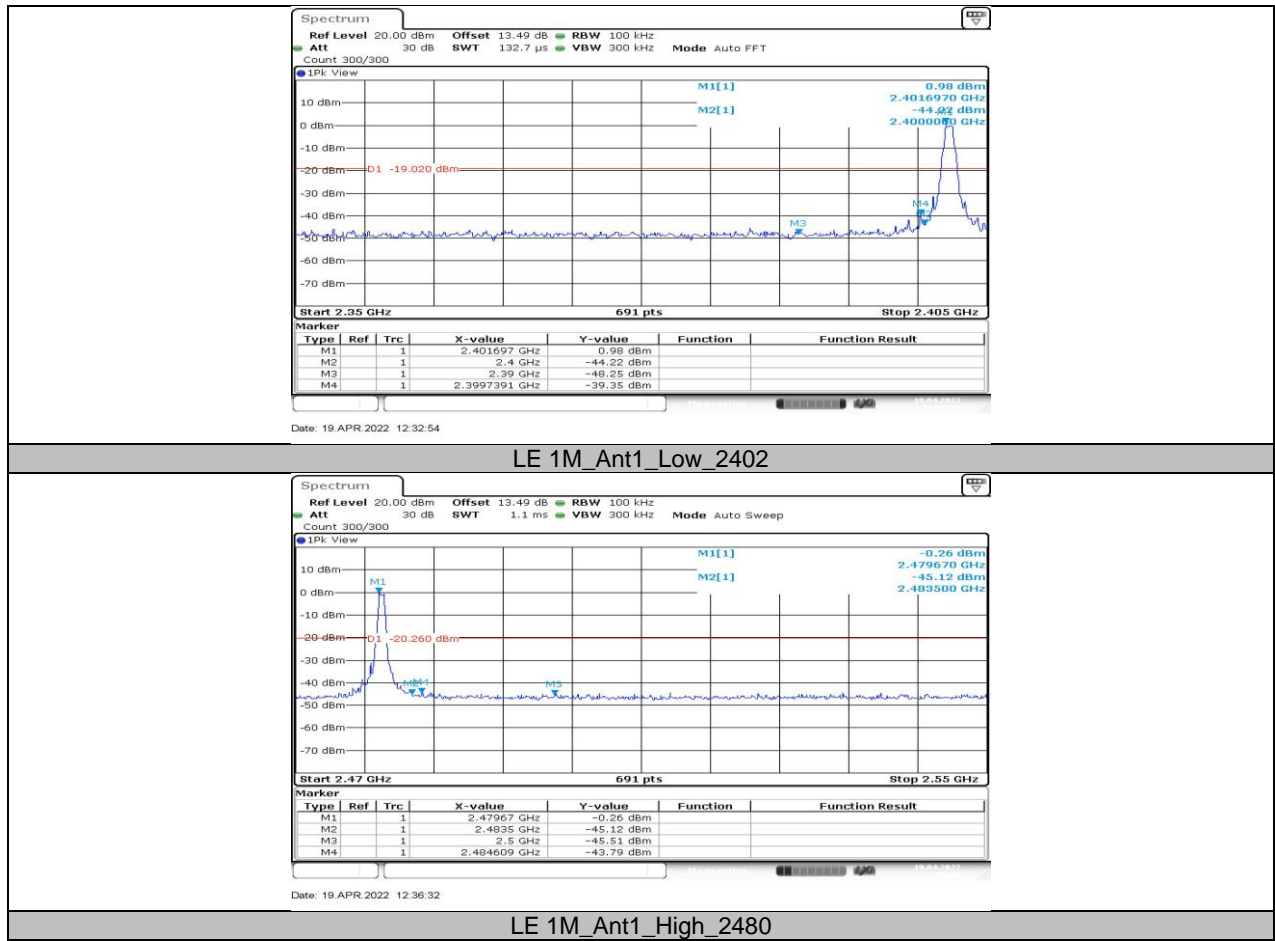 Spectrum
Ref Level 20.00 dBm Offset 13.49 dB RBW 100 kHz
Att 30 dB SWT 132.7 µs VBW 300 kHz Mode Auto FFT
Count 300/300
1Pk View
M1[1] 0.98 dBm
2.4016970 GHz
M2[1] -44.22 dBm
2.4000000 GHz
10 dBm
0 dBm
-10 dBm
-20 dBm D1 -19.020 dBm
-30 dBm
-40 dBm M4
M3
-50 dBm
-60 dBm
-70 dBm
Start 2.35 GHz 691 pts Stop 2.405 GHz
Marker
Type Ref Trc X-value Y-value Function Function Result
M1 1 2.401697 GHz 0.98 dBm
M2 1 2.4 GHz -44.22 dBm
M3 1 2.39 GHz -48.25 dBm
M4 1 2.3997391 GHz -39.35 dBm
Date: 19.APR.2022 12:32:54
LE 1M_Ant1_Low_2402
Spectrum
Ref Level 20.00 dBm Offset 13.49 dB RBW 100 kHz
Att 30 dB SWT 1.1 ms VBW 300 kHz Mode Auto Sweep
Count 300/300
1Pk View
M1[1] -0.26 dBm
2.479670 GHz
M2[1] -45.12 dBm
2.483500 GHz
10 dBm
M1
0 dBm
-10 dBm
-20 dBm D1 -20.260 dBm
-30 dBm
-40 dBm M2 M4 M3
-50 dBm
-60 dBm
-70 dBm
Start 2.47 GHz 691 pts Stop 2.55 GHz
Marker
Type Ref Trc X-value Y-value Function Function Result
M1 1 2.47967 GHz -0.26 dBm
M2 1 2.4835 GHz -45.12 dBm
M3 1 2.5 GHz -45.51 dBm
M4 1 2.484609 GHz -43.79 dBm
Date: 19.APR.2022 12:36:32
LE 1M_Ant1_High_2480